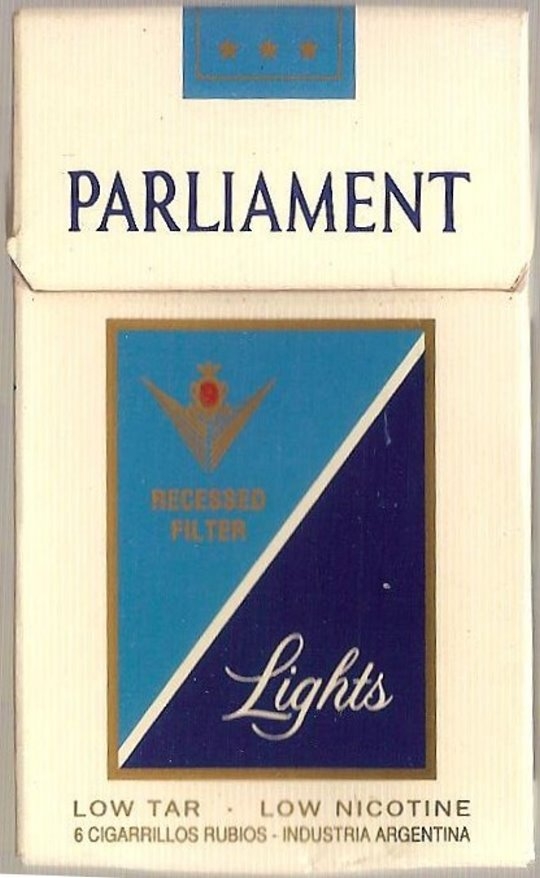 PARLIAMENT
RECESSED
FILTER
Lights
LOW TAR · LOW NICOTINE
6 CIGARRILLOS RUBIOS - INDUSTRIA ARGENTINA